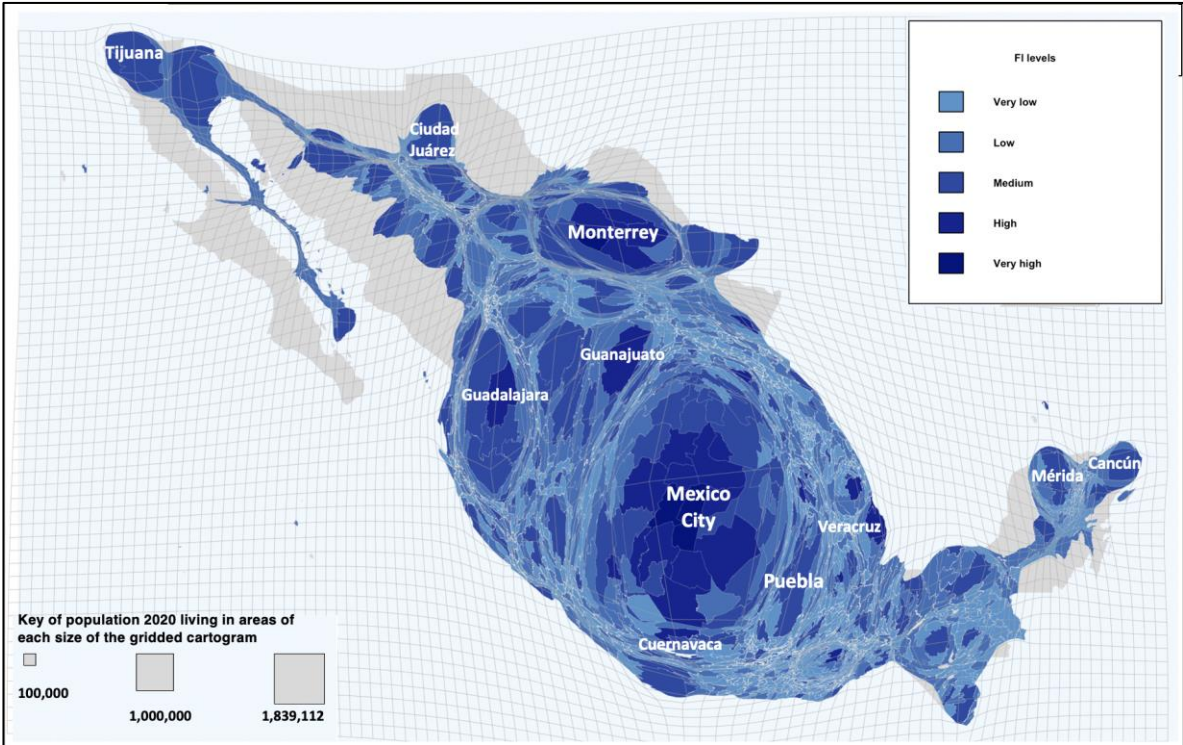 Tijuana
Ciudad
Juárez
Monterrey
Guanajuato
Guadalajara
Mexico
City
Veracruz
Puebla
Cuernavaca
Mérida
Cancún
FI levels
Very low
Low
Medium
High
Very high
Key of population 2020 living in areas of
each size of the gridded cartogram
100,000
1,000,000
1,839,112